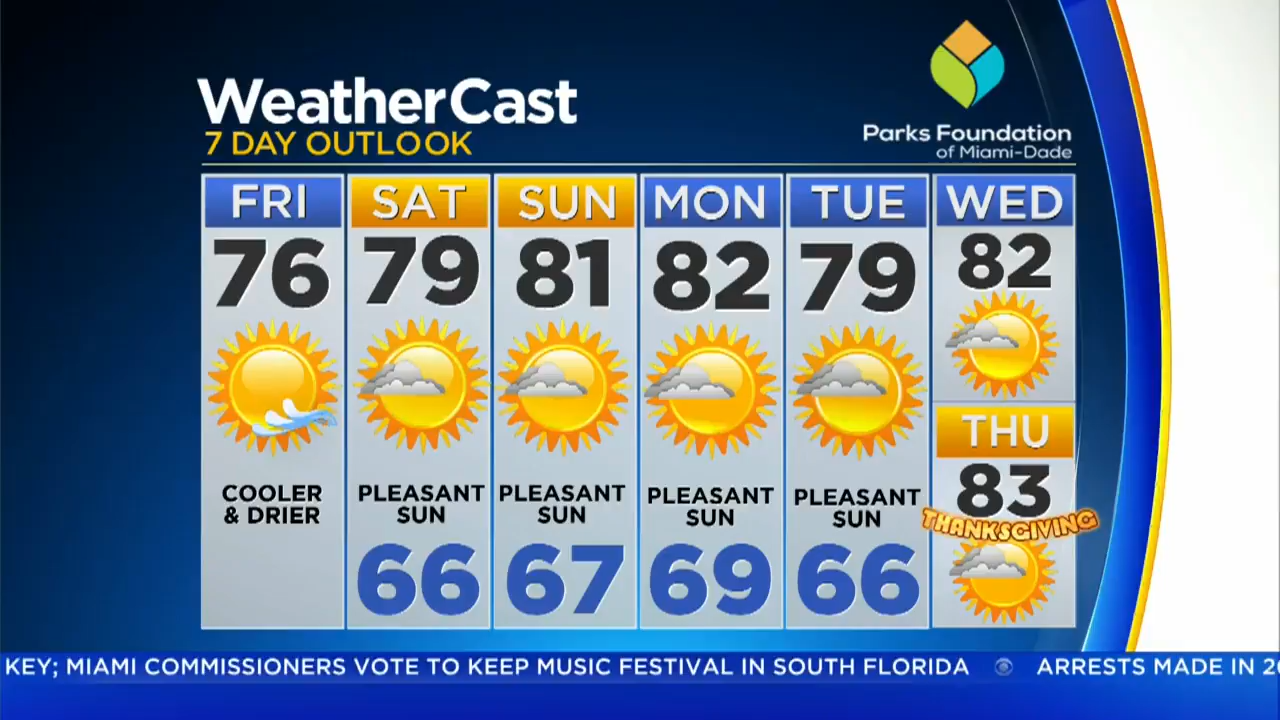 WeatherCast
7 DAY OUTLOOK
Parks Foundation
of Miami-Dade
FRI
76
COOLER
& DRIER
SAT
79
PLEASANT
SUN
66
SUN
81
PLEASANT
SUN
67
MON
82
PLEASANT
SUN
69
TUE
79
PLEASANT
SUN
66
WED
82
THU
83
THANKSGIVING
KEY; MIAMI COMMISSIONERS VOTE TO KEEP MUSIC FESTIVAL IN SOUTH FLORIDA ARRESTS MADE IN